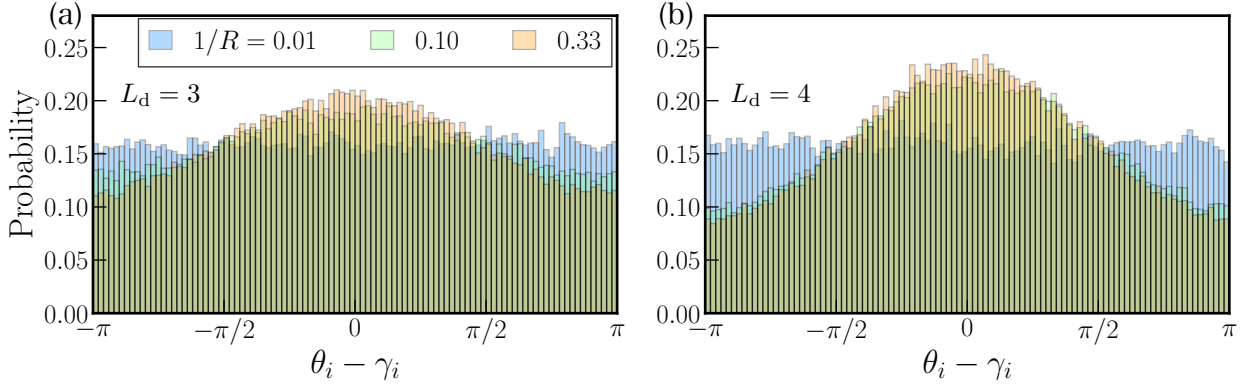 (a)
1/R = 0.01 0.10 0.33
L_d = 3
Probability
0.25
0.20
0.15
0.10
0.05
0.00
−π −π/2 0 π/2 π
θ_i − γ_i
(b)
L_d = 4
0.25
0.20
0.15
0.10
0.05
0.00
−π −π/2 0 π/2 π
θ_i − γ_i